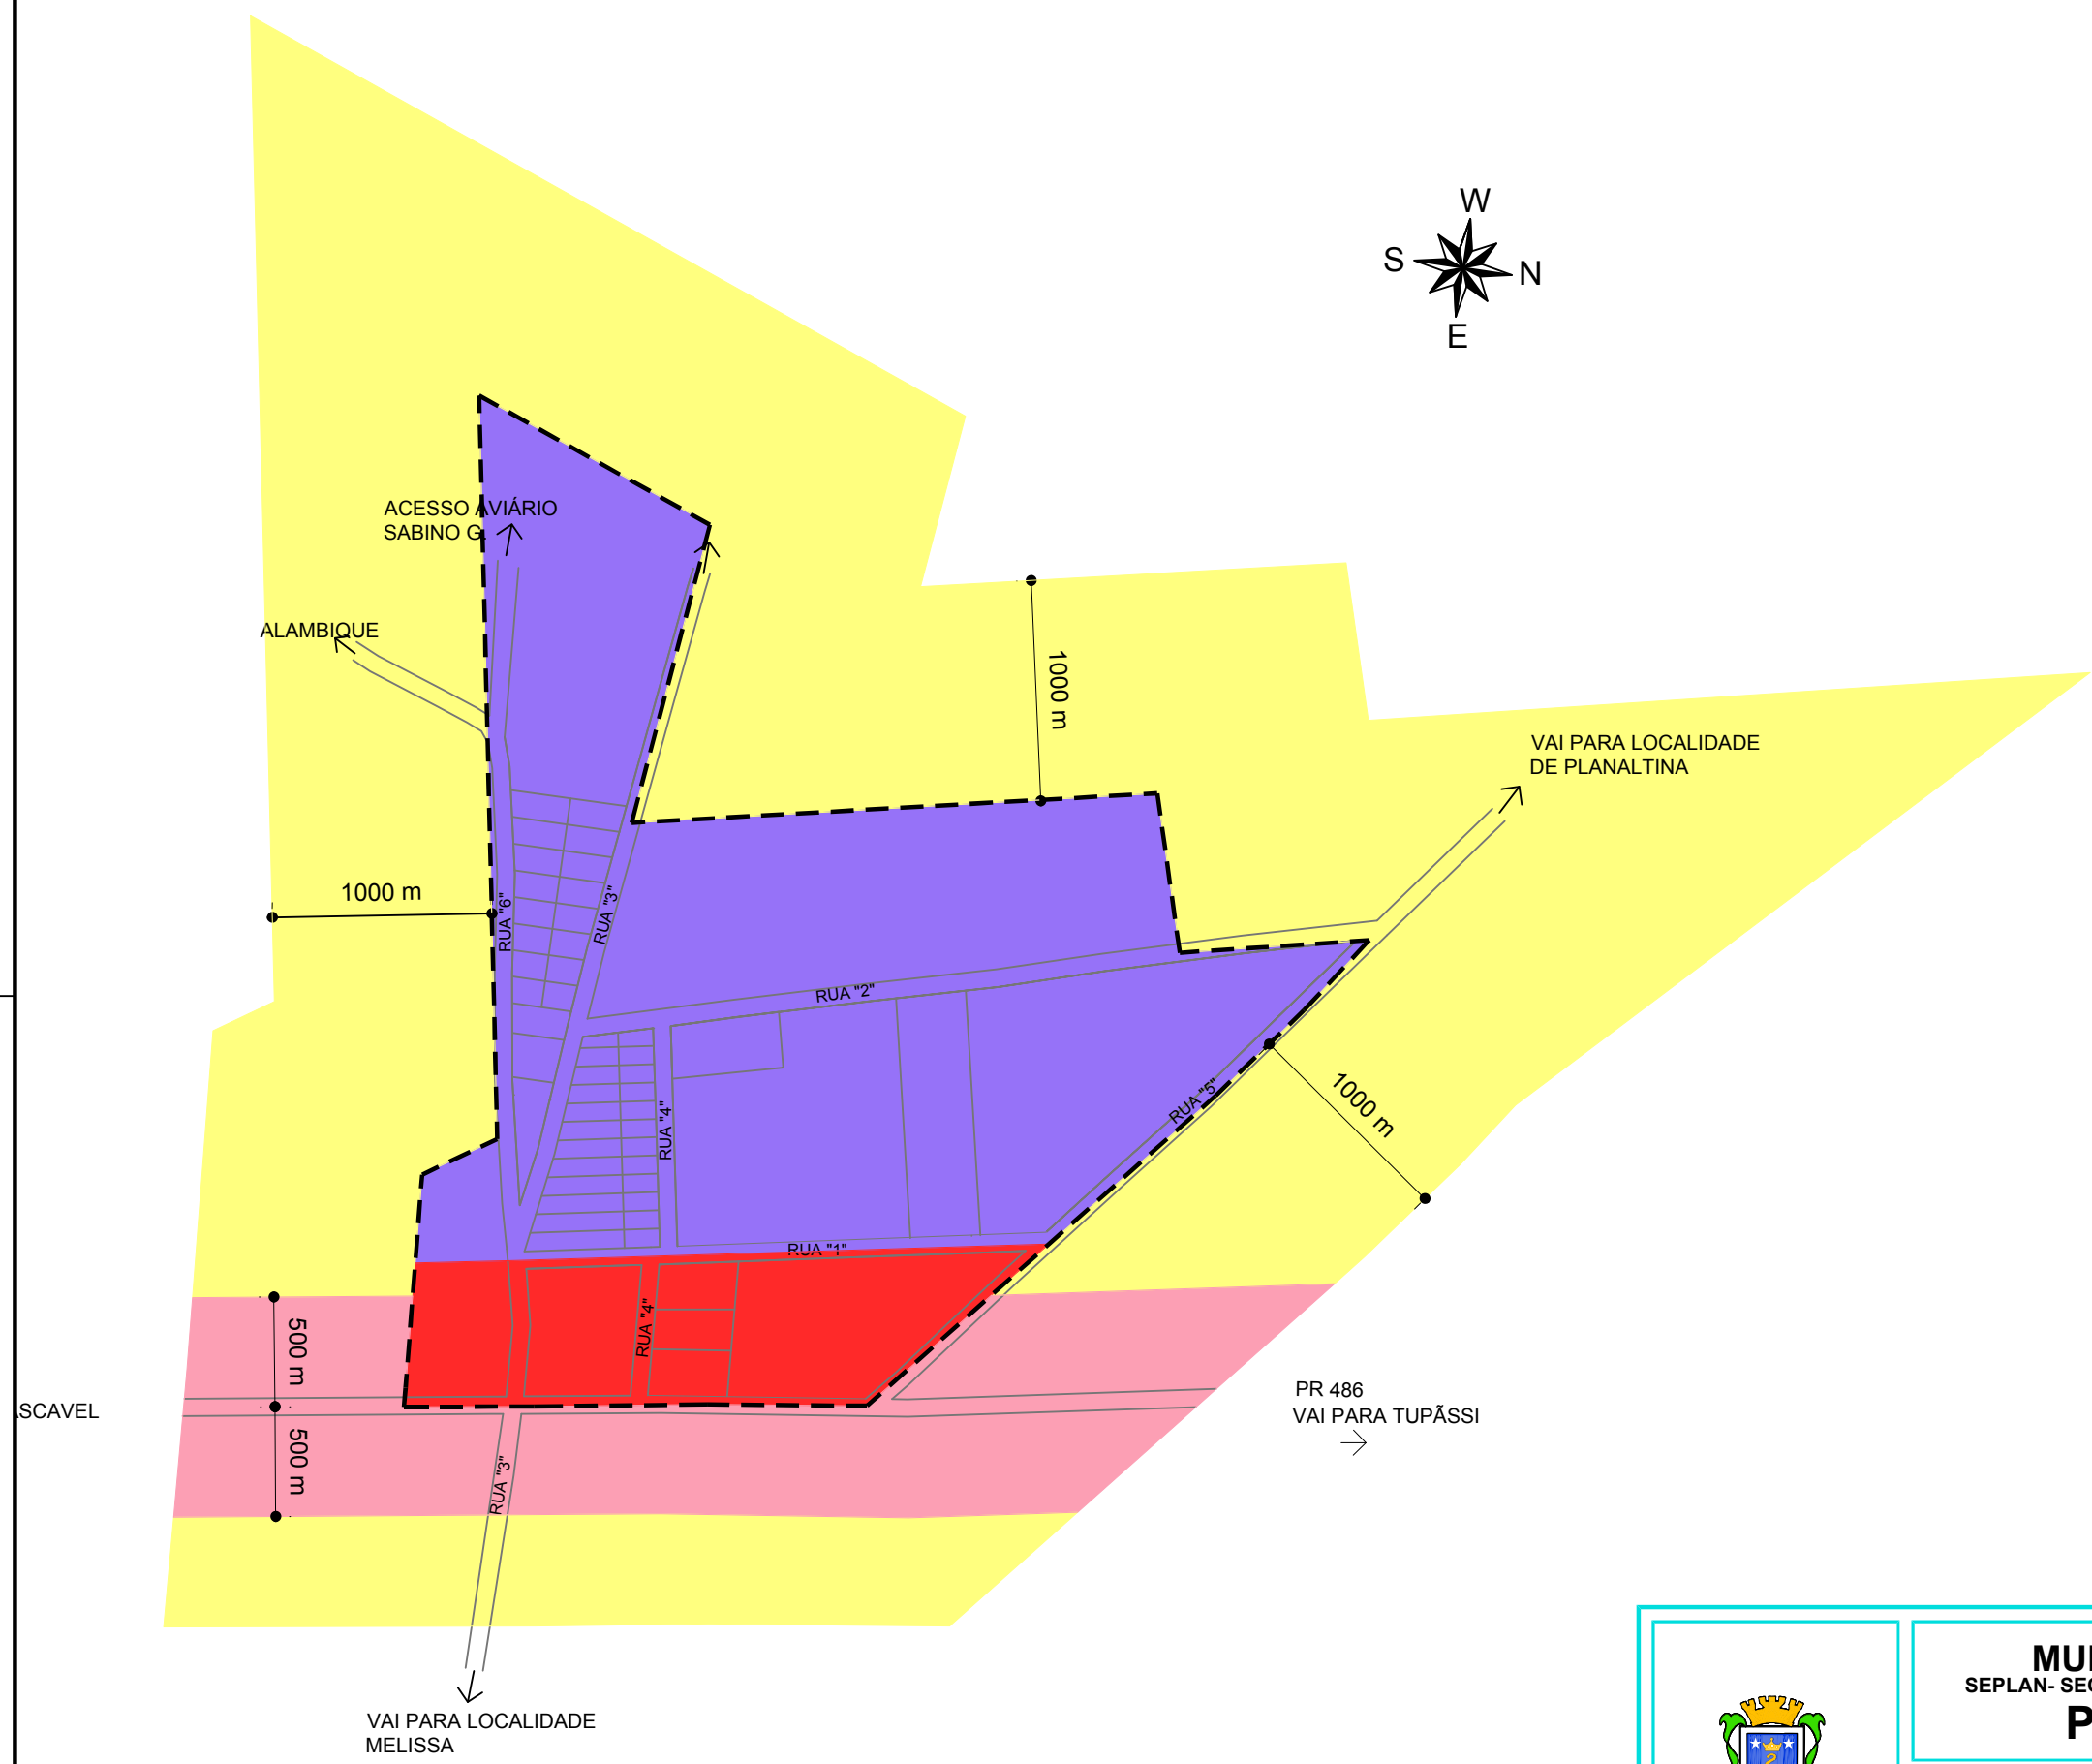 W
S
N
E
ACESSO AVIÁRIO
SABINO G.
ALAMBIQUE
1000 m
VAI PARA LOCALIDADE
DE PLANALTINA
1000 m
RUA "6"
RUA "3"
RUA "2"
RUA "4"
RUA "5"
1000 m
RUA "1"
RUA "4"
500 m
500 m
PR 486
VAI PARA TUPÃSSI
SCAVEL
RUA "3"
VAI PARA LOCALIDADE
MELISSA
SEPLAN-
P